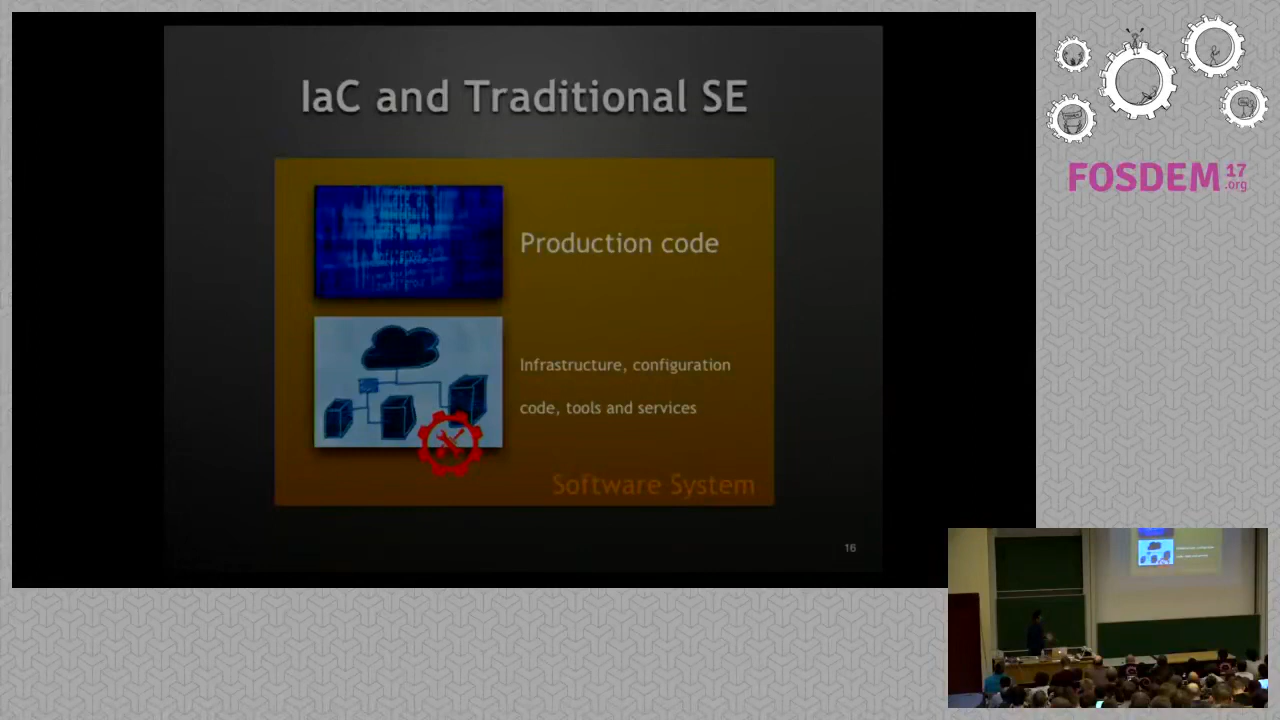 IaC and Traditional SE
Production code
Infrastructure, configuration
code, tools and services
Software System
16
FOSDEM 17
.org